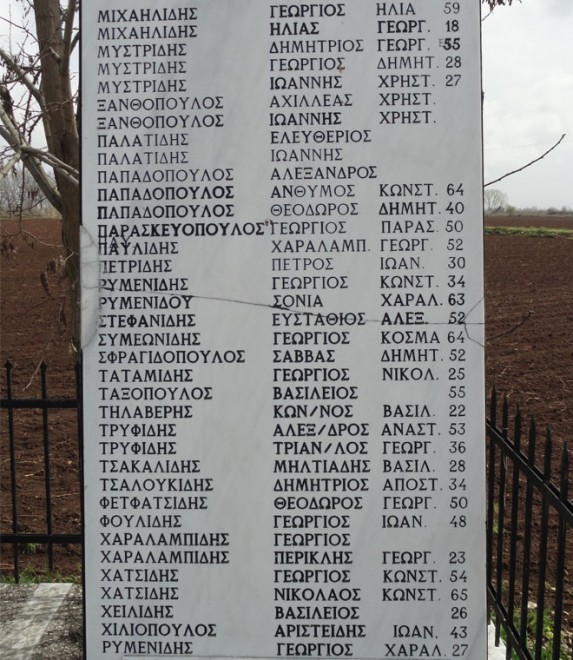 ΜΙΧΑΗΛΙΔΗΣ ΓΕΩΡΓΙΟΣ ΗΛΙΑ 59
ΜΙΧΑΗΛΙΔΗΣ ΗΛΙΑΣ ΓΕΩΡΓ. 18
ΜΥΣΤΡΙΔΗΣ ΔΗΜΗΤΡΙΟΣ ΓΕΩΡΓ. 55
ΜΥΣΤΡΙΔΗΣ ΓΕΩΡΓΙΟΣ ΔΗΜΗΤ. 28
ΜΥΣΤΡΙΔΗΣ ΙΩΑΝΝΗΣ ΧΡΗΣΤ. 27
ΞΑΝΘΟΠΟΥΛΟΣ ΑΧΙΛΛΕΑΣ ΧΡΗΣΤ.
ΞΑΝΘΟΠΟΥΛΟΣ ΙΩΑΝΝΗΣ ΧΡΗΣΤ.
ΠΑΛΑΤΙΔΗΣ ΕΛΕΥΘΕΡΙΟΣ
ΠΑΛΑΤΙΔΗΣ ΙΩΑΝΝΗΣ
ΠΑΠΑΔΟΠΟΥΛΟΣ ΑΛΕΞΑΝΔΡΟΣ
ΠΑΠΑΔΟΠΟΥΛΟΣ ΑΝΘΥΜΟΣ ΚΩΝΣΤ. 64
ΠΑΠΑΔΟΠΟΥΛΟΣ ΘΕΟΔΩΡΟΣ ΔΗΜΗΤ. 40
ΠΑΡΑΣΚΕΥΟΠΟΥΛΟΣ ΓΕΩΡΓΙΟΣ ΠΑΡΑΣ. 50
ΠΑΥΛΙΔΗΣ ΧΑΡΑΛΑΜΠ. ΓΕΩΡΓ. 52
ΠΕΤΡΙΔΗΣ ΠΕΤΡΟΣ ΙΩΑΝ. 30
ΡΥΜΕΝΙΔΗΣ ΓΕΩΡΓΙΟΣ ΚΩΝΣΤ. 34
ΡΥΜΕΝΙΔΟΥ ΣΟΝΙΑ ΧΑΡΑΛ. 63
ΣΤΕΦΑΝΙΔΗΣ ΕΥΣΤΑΘΙΟΣ ΑΛΕΞ. 52
ΣΥΜΕΩΝΙΔΗΣ ΓΕΩΡΓΙΟΣ ΚΟΣΜΑ 64
ΣΦΡΑΓΙΔΟΠΟΥΛΟΣ ΣΑΒΒΑΣ ΔΗΜΗΤ. 52
ΤΑΤΑΜΙΔΗΣ ΓΕΩΡΓΙΟΣ ΝΙΚΟΛ. 25
ΤΑΞΟΠΟΥΛΟΣ ΒΑΣΙΛΕΙΟΣ 55
ΤΗΛΑΒΕΡΗΣ ΚΩΝ/ΝΟΣ ΒΑΣΙΛ. 22
ΤΡΥΦΙΔΗΣ ΑΛΕΞ/ΔΡΟΣ ΑΝΑΣΤ. 53
ΤΡΥΦΙΔΗΣ ΤΡΙΑΝ/ΛΟΣ ΓΕΩΡΓ. 36
ΤΣΑΚΑΛΙΔΗΣ ΜΗΛΤΙΑΔΗΣ ΒΑΣΙΛ. 28
ΤΣΑΛΟΥΚΙΔΗΣ ΔΗΜΗΤΡΙΟΣ ΑΠΟΣΤ. 34
ΦΕΤΦΑΤΣΙΔΗΣ ΘΕΟΔΩΡΟΣ ΓΕΩΡΓ. 50
ΦΟΥΛΙΔΗΣ ΓΕΩΡΓΙΟΣ ΙΩΑΝ. 48
ΧΑΡΑΛΑΜΠΙΔΗΣ ΓΕΩΡΓΙΟΣ
ΧΑΡΑΛΑΜΠΙΔΗΣ ΠΕΡΙΚΛΗΣ ΓΕΩΡΓ. 23
ΧΑΤΣΙΔΗΣ ΓΕΩΡΓΙΟΣ ΚΩΝΣΤ. 54
ΧΑΤΣΙΔΗΣ ΝΙΚΟΛΑΟΣ ΚΩΝΣΤ. 65
ΧΕΙΛΙΔΗΣ ΒΑΣΙΛΕΙΟΣ 26
ΧΙΛΙΟΠΟΥΛΟΣ ΑΡΙΣΤΕΙΔΗΣ ΙΩΑΝ. 43
ΡΥΜΕΝΙΔΗΣ ΓΕΩΡΓΙΟΣ ΧΑΡΑΛ. 27